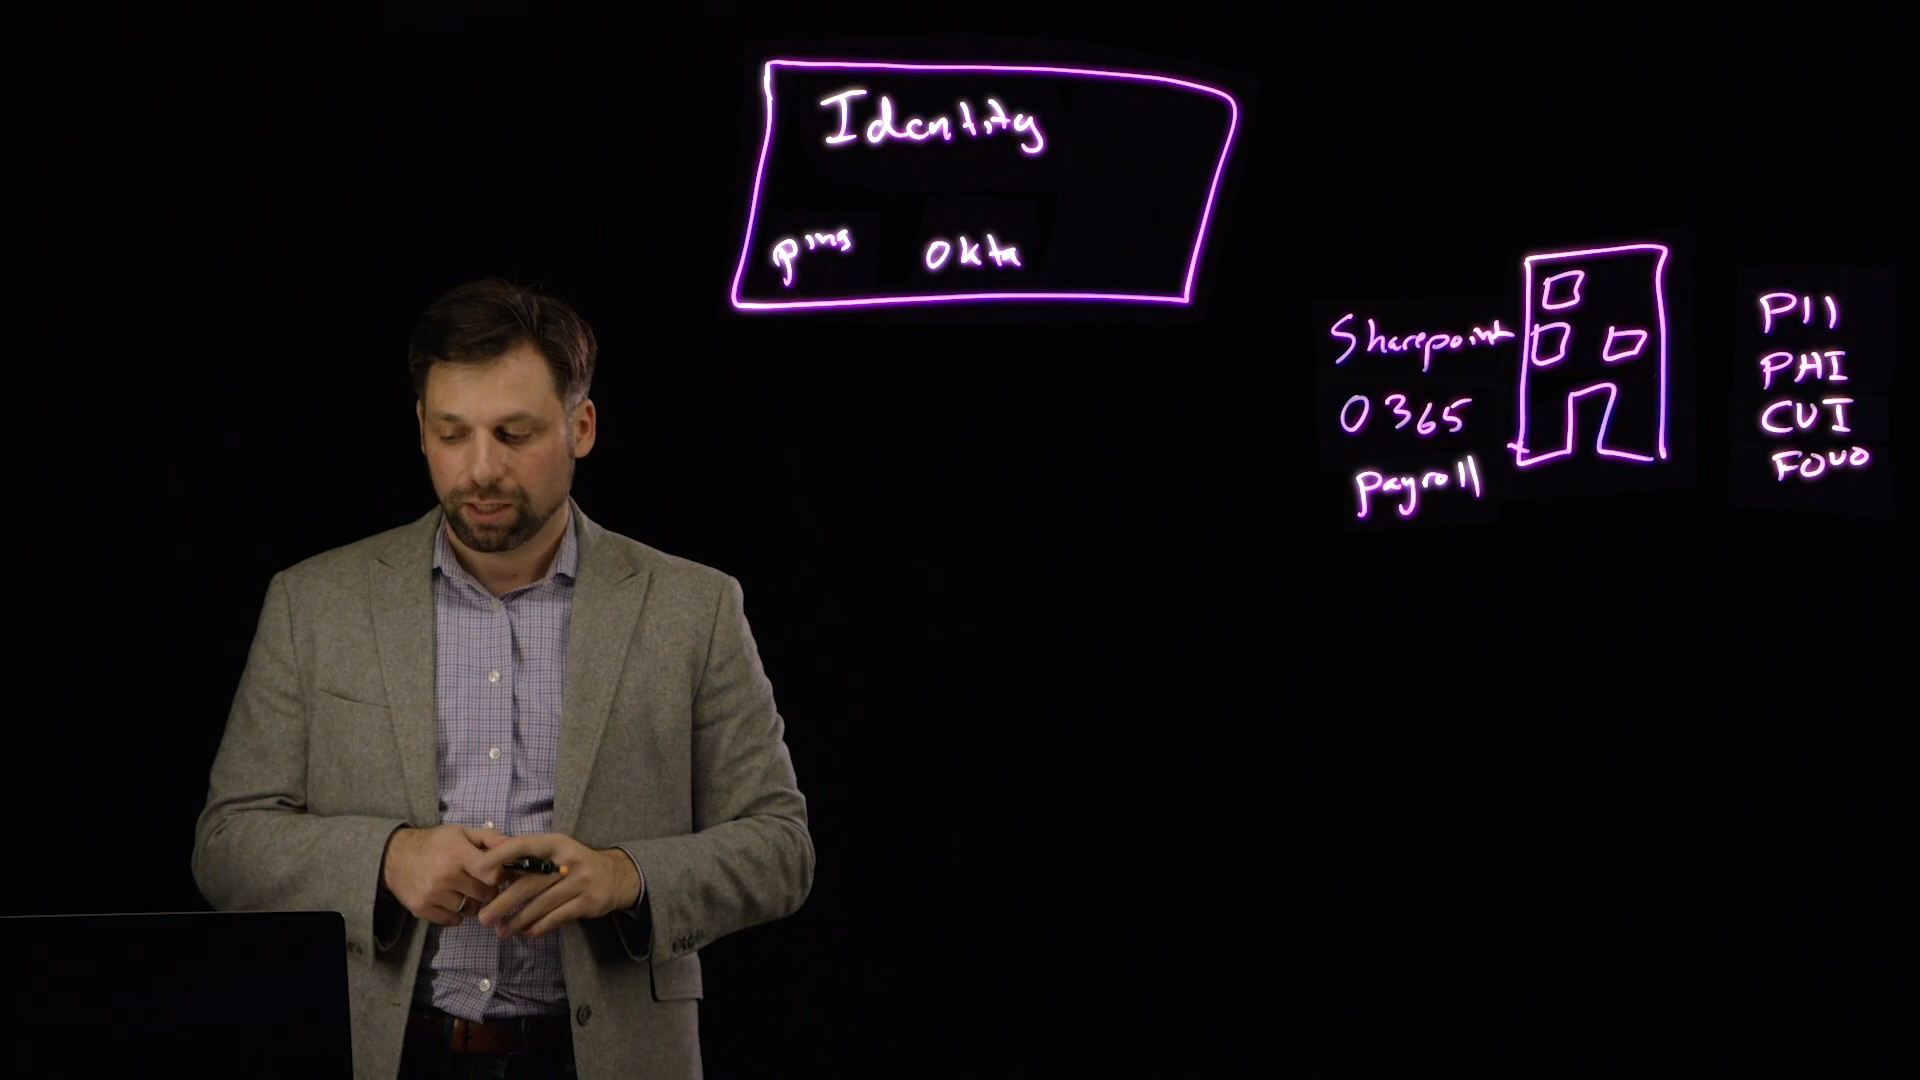 Identity
ping okta
Sharepoint
O365
payroll
PII
PHI
CUI
FOUO